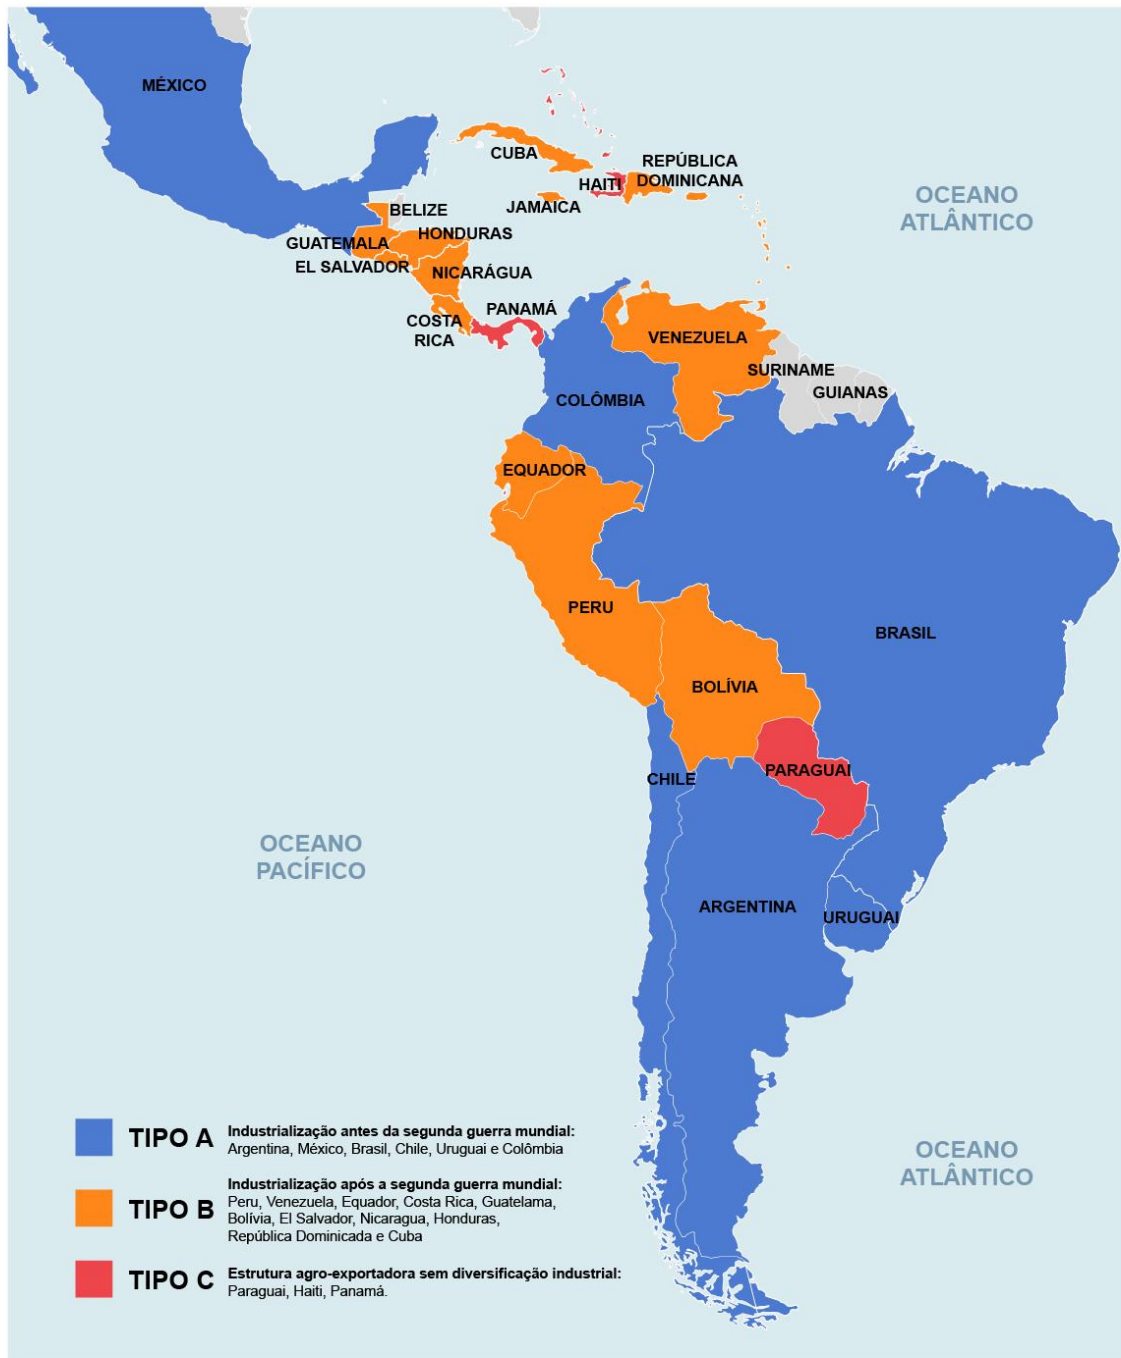 MÉXICO
CUBA
REPÚBLICA
DOMINICANA
HAITI
JAMAICA
BELIZE
HONDURAS
GUATEMALA
EL SALVADOR
NICARÁGUA
COSTA
RICA
PANAMÁ
OCEANO
ATLÂNTICO
VENEZUELA
SURINAME
GUIANAS
COLÔMBIA
EQUADOR
PERU
BRASIL
BOLÍVIA
PARAGUAI
CHILE
OCEANO
PACÍFICO
ARGENTINA
URUGUAI
OCEANO
ATLÂNTICO
TIPO A
Industrialização antes da segunda guerra mundial:
Argentina, México, Brasil, Chile, Uruguai e Colômbia
TIPO B
Industrialização após a segunda guerra mundial:
Peru, Venezuela, Equador, Costa Rica, Guatelama,
Bolívia, El Salvador, Nicaragua, Honduras,
República Dominicada e Cuba
TIPO C
Estrutura agro-exportadora sem diversificação industrial:
Paraguai, Haiti, Panamá.